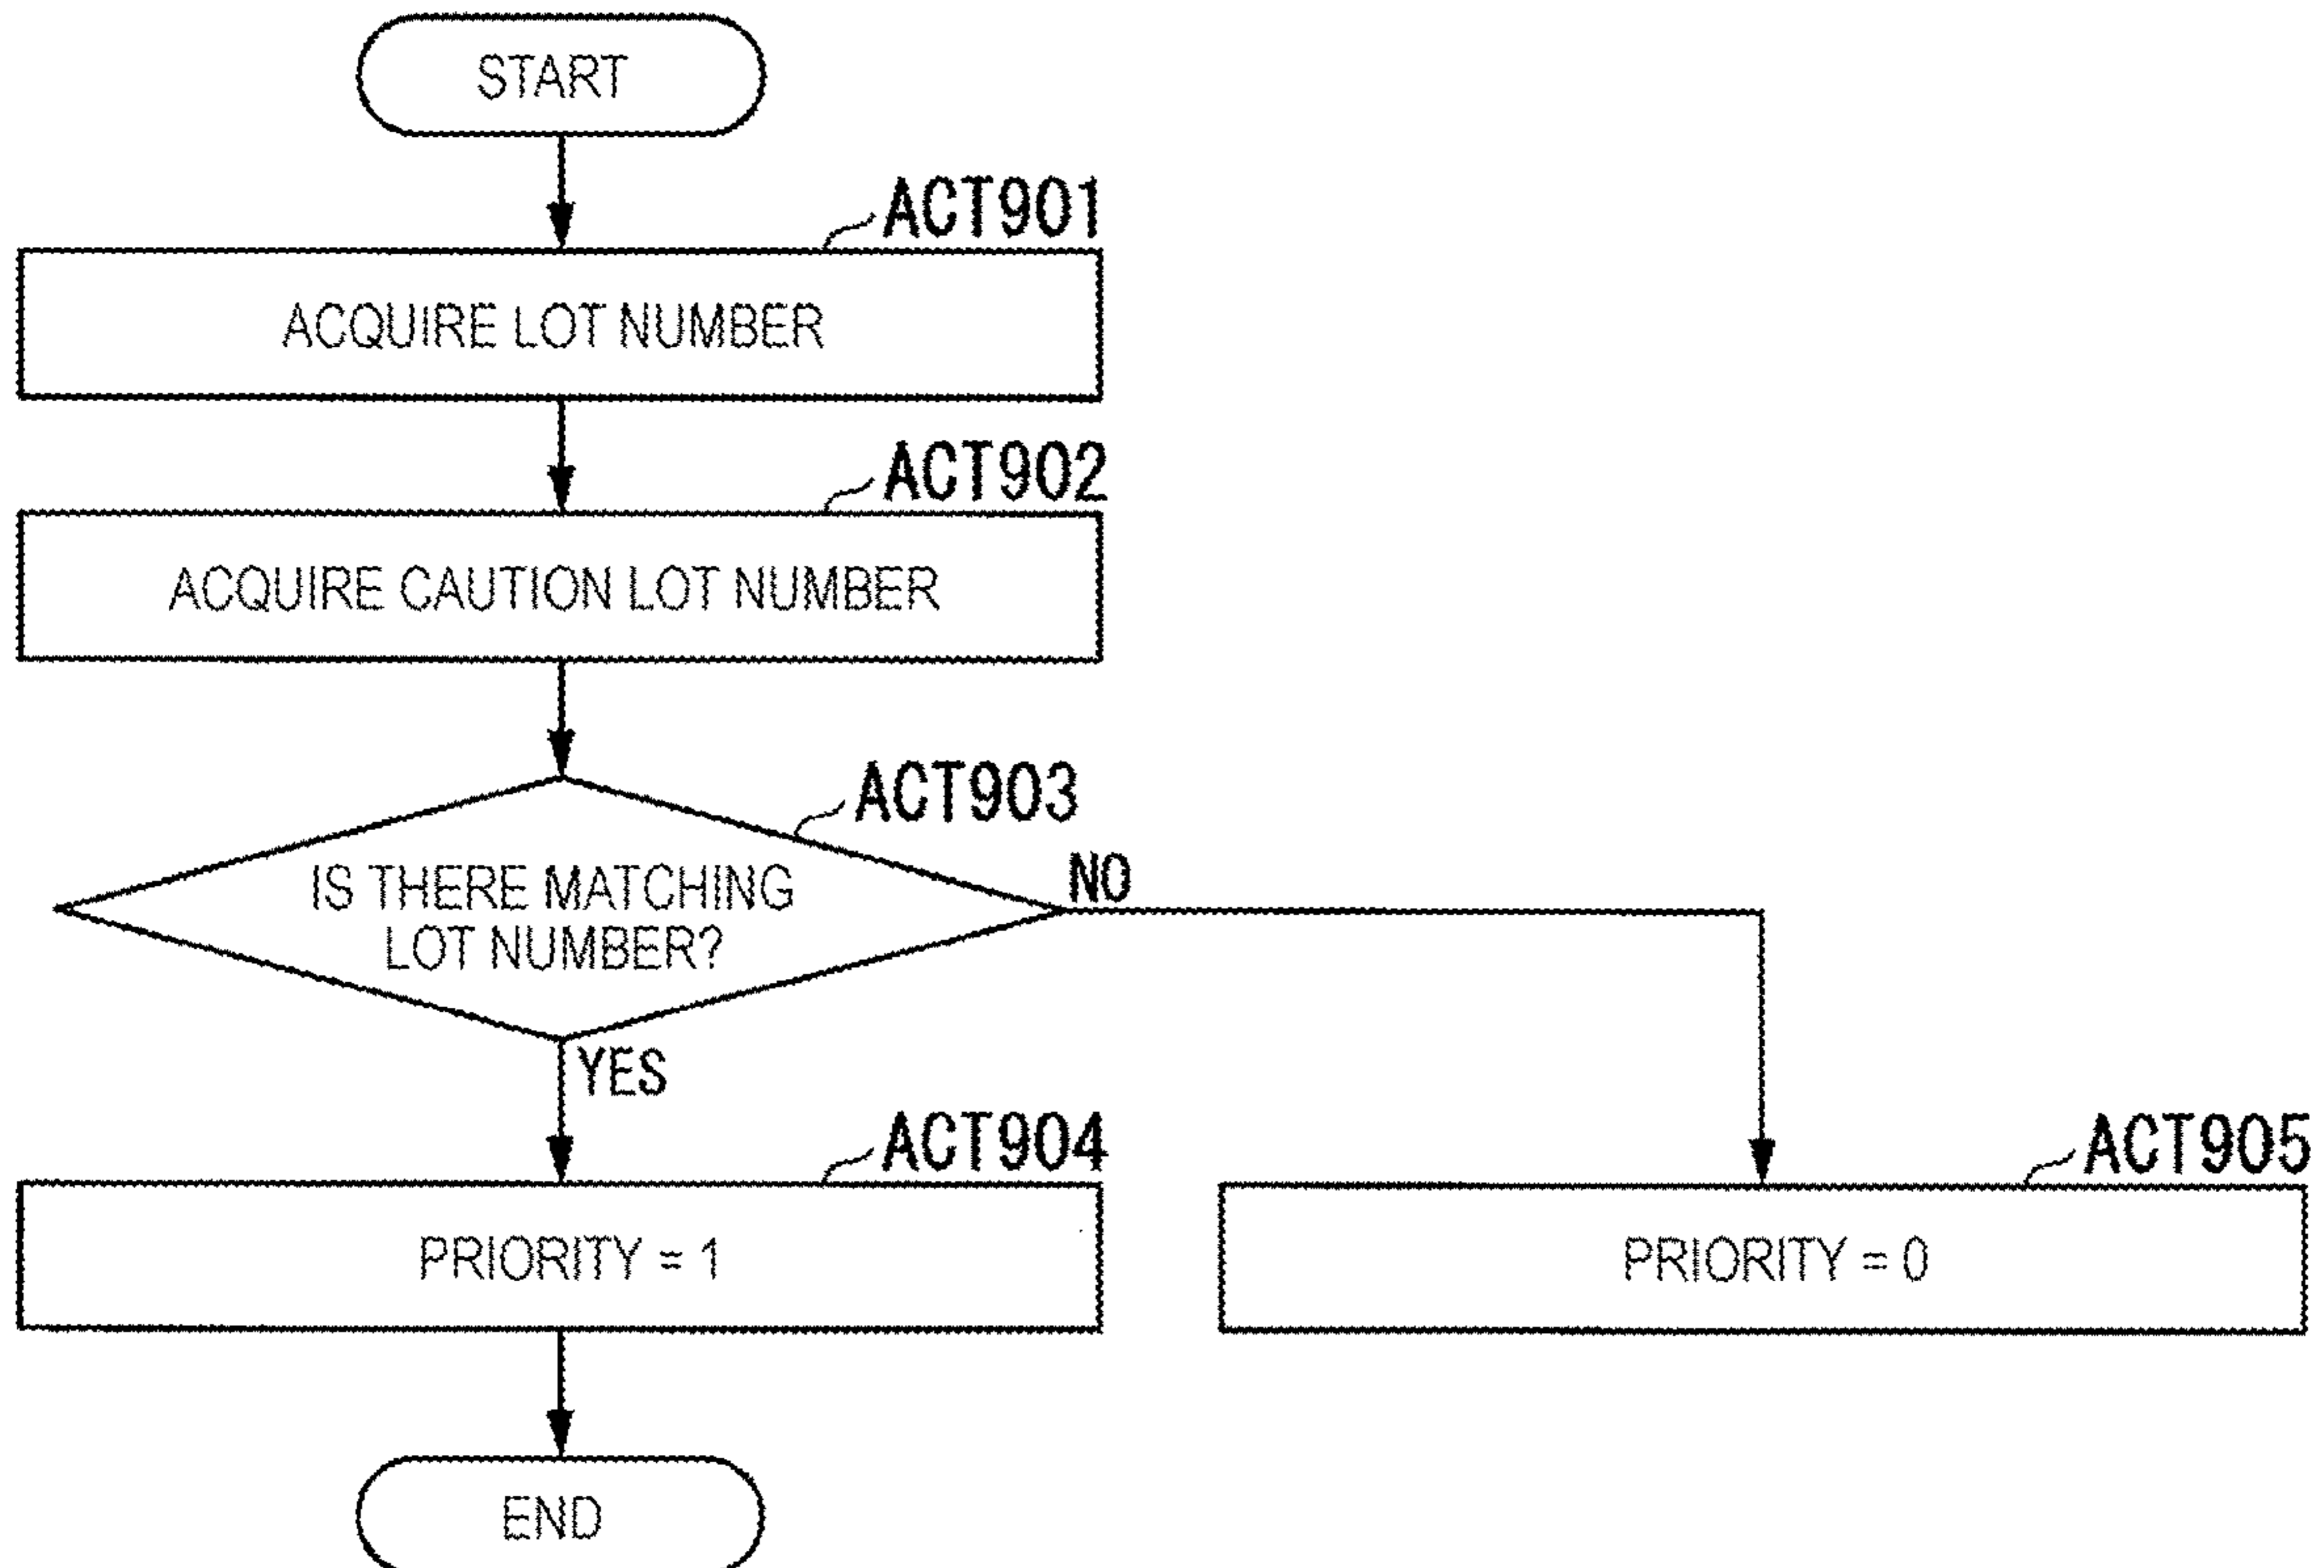 START
ACT901
ACQUIRE LOT NUMBER
ACT902
ACQUIRE CAUTION LOT NUMBER
ACT903
IS THERE MATCHING
LOT NUMBER?
NO
YES
ACT904
PRIORITY = 1
ACT905
PRIORITY = 0
END